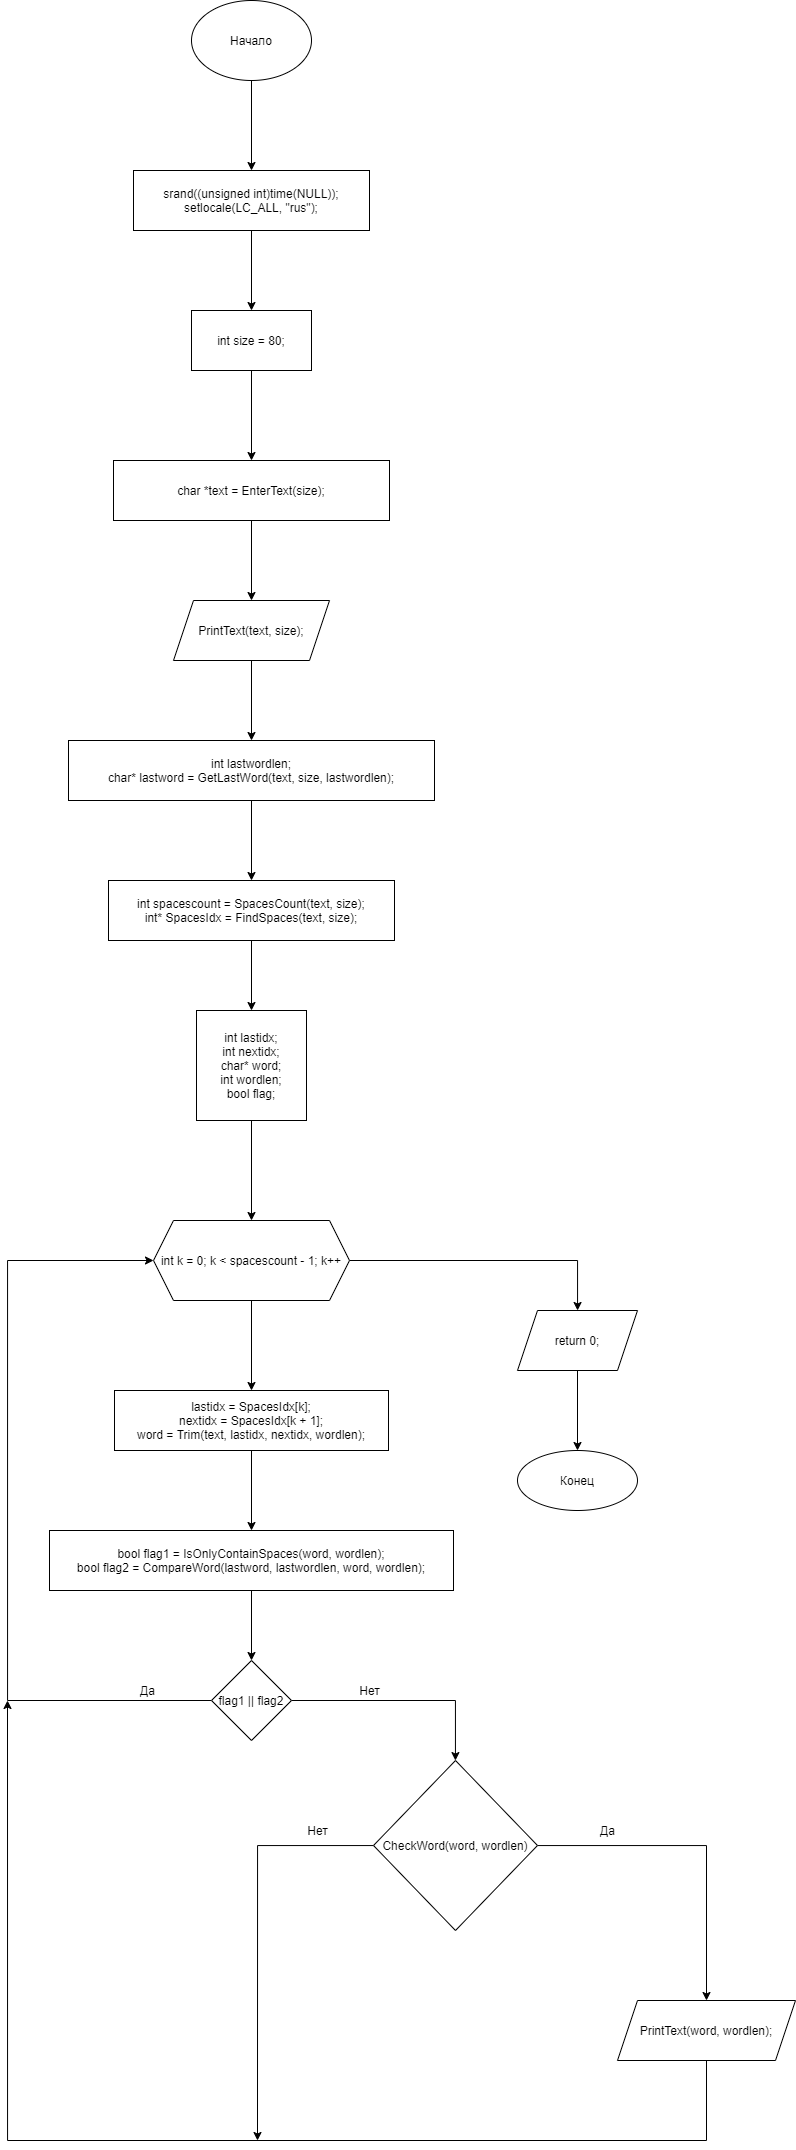 Начало
srand((unsigned int)time(NULL));
setlocale(LC_ALL, "rus");
int size = 80;
char *text = EnterText(size);
PrintText(text, size);
int lastwordlen;
char* lastword = GetLastWord(text, size, lastwordlen);
int spacescount = SpacesCount(text, size);
int* SpacesIdx = FindSpaces(text, size);
int lastidx;
int nextidx;
char* word;
int wordlen;
bool flag;
int k = 0; k < spacescount - 1; k++
return 0;
lastidx = SpacesIdx[k];
nextidx = SpacesIdx[k + 1];
word = Trim(text, lastidx, nextidx, wordlen);
Конец
bool flag1 = IsOnlyContainSpaces(word, wordlen);
bool flag2 = CompareWord(lastword, lastwordlen, word, wordlen);
Да
Нет
flag1 || flag2
Нет
Да
CheckWord(word, wordlen)
PrintText(word, wordlen);